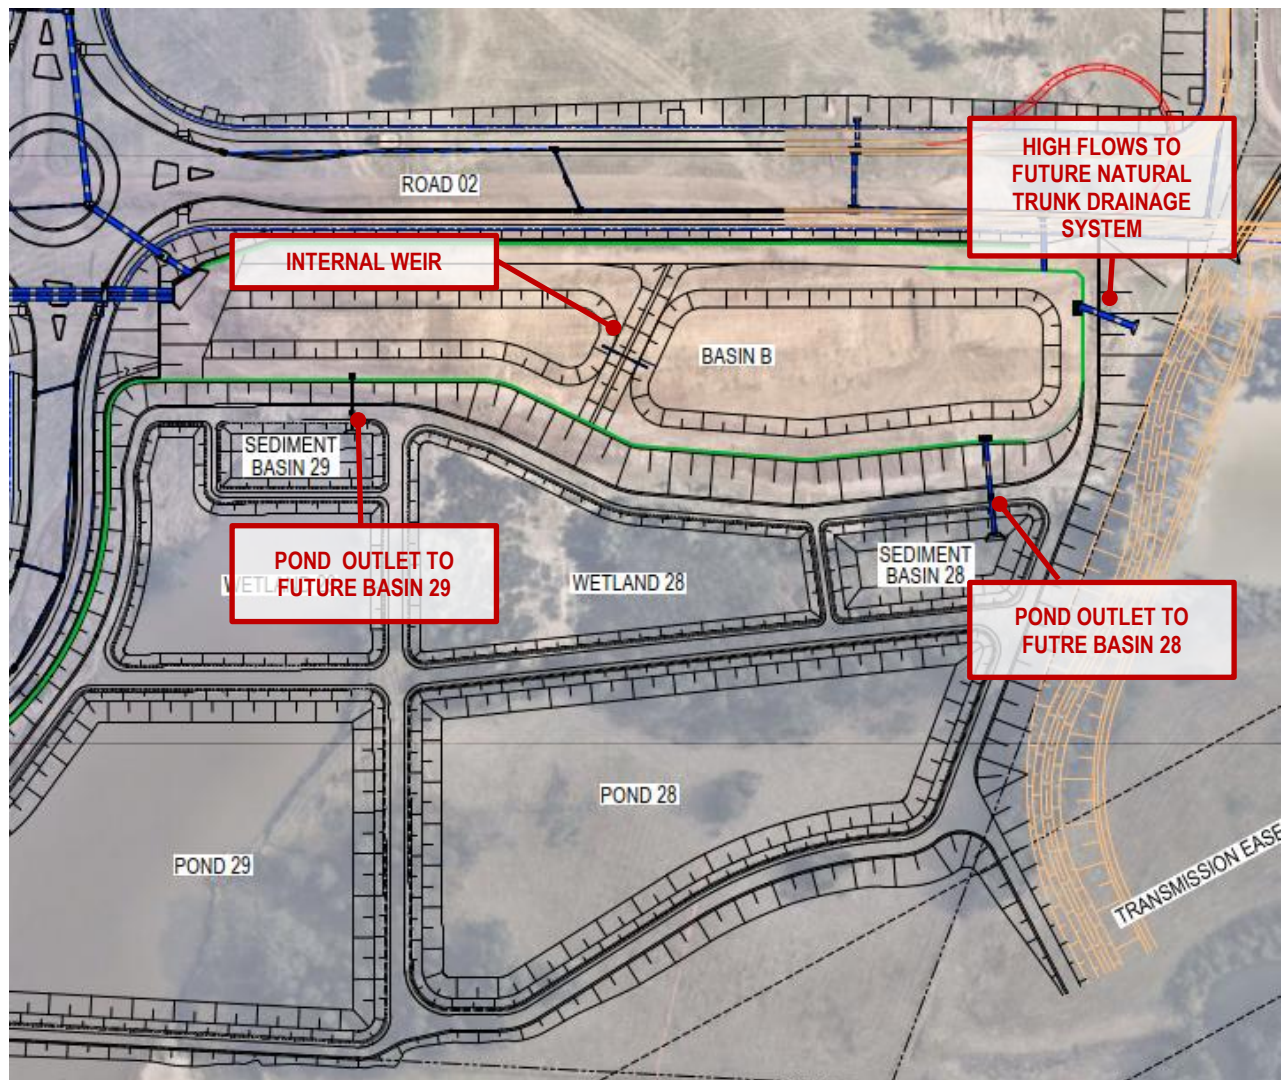 ROAD 02
HIGH FLOWS TO
FUTURE NATURAL
TRUNK DRAINAGE
SYSTEM
INTERNAL WEIR
BASIN B
SEDIMENT
BASIN 29
POND OUTLET TO
FUTURE BASIN 29
WETLAND 28
SEDIMENT
BASIN 28
POND OUTLET TO
FUTRE BASIN 28
POND 28
POND 29
TRANSMISSION EASE